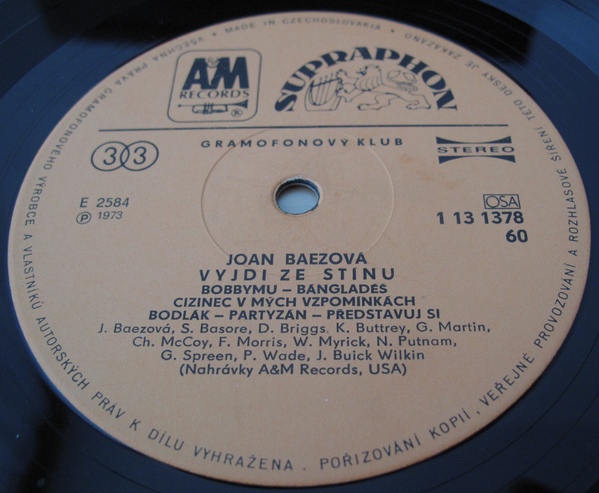 MADE IN CZECHOSLOVAKIA • VŠECHNA PRÁVA GRAMOFONOVÉHO VÝROBCE A VLASTNÍKŮ AUTORSKÝCH PRÁV K DÍLU VYHRAŽENA. POŘIZOVÁNÍ KOPIÍ, VEŘEJNÉ PROVOZOVÁNÍ A ROZHLASOVÉ ŠÍŘENÍ TÉTO DESKY JE ZAKÁZÁNO •
A&M
RECORDS
SUPRAPHON
GRAMOFONOVÝ KLUB
33
STEREO
E 2584
Ⓟ 1973
OSA
1 13 1378
60
JOAN BAEZOVÁ
VYJDI ZE STÍNU
BOBBYMU – BANGLADÉŠ
CIZINEC V MÝCH VZPOMÍNKÁCH
BODLÁK – PARTYZÁN – PŘEDSTAVUJ SI
J. Baezová, S. Basore, D. Briggs, K. Buttrey, G. Martin,
Ch. McCoy, F. Morris, W. Myrick, N. Putnam,
G. Spreen, P. Wade, J. Buick Wilkin
(Nahrávky A&M Records, USA)